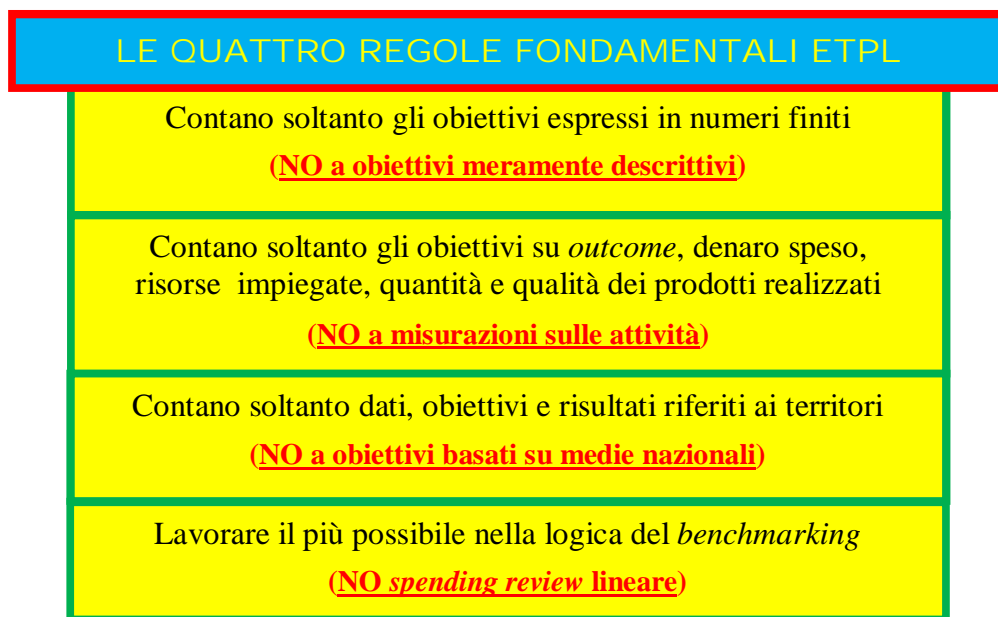 LE QUATTRO REGOLE FONDAMENTALI ETPL
Contano soltanto gli obiettivi espressi in numeri finiti
(NO a obiettivi meramente descrittivi)
Contano soltanto gli obiettivi su outcome, denaro speso,
risorse impiegate, quantità e qualità dei prodotti realizzati
(NO a misurazioni sulle attività)
Contano soltanto dati, obiettivi e risultati riferiti ai territori
(NO a obiettivi basati su medie nazionali)
Lavorare il più possibile nella logica del benchmarking
(NO spending review lineare)